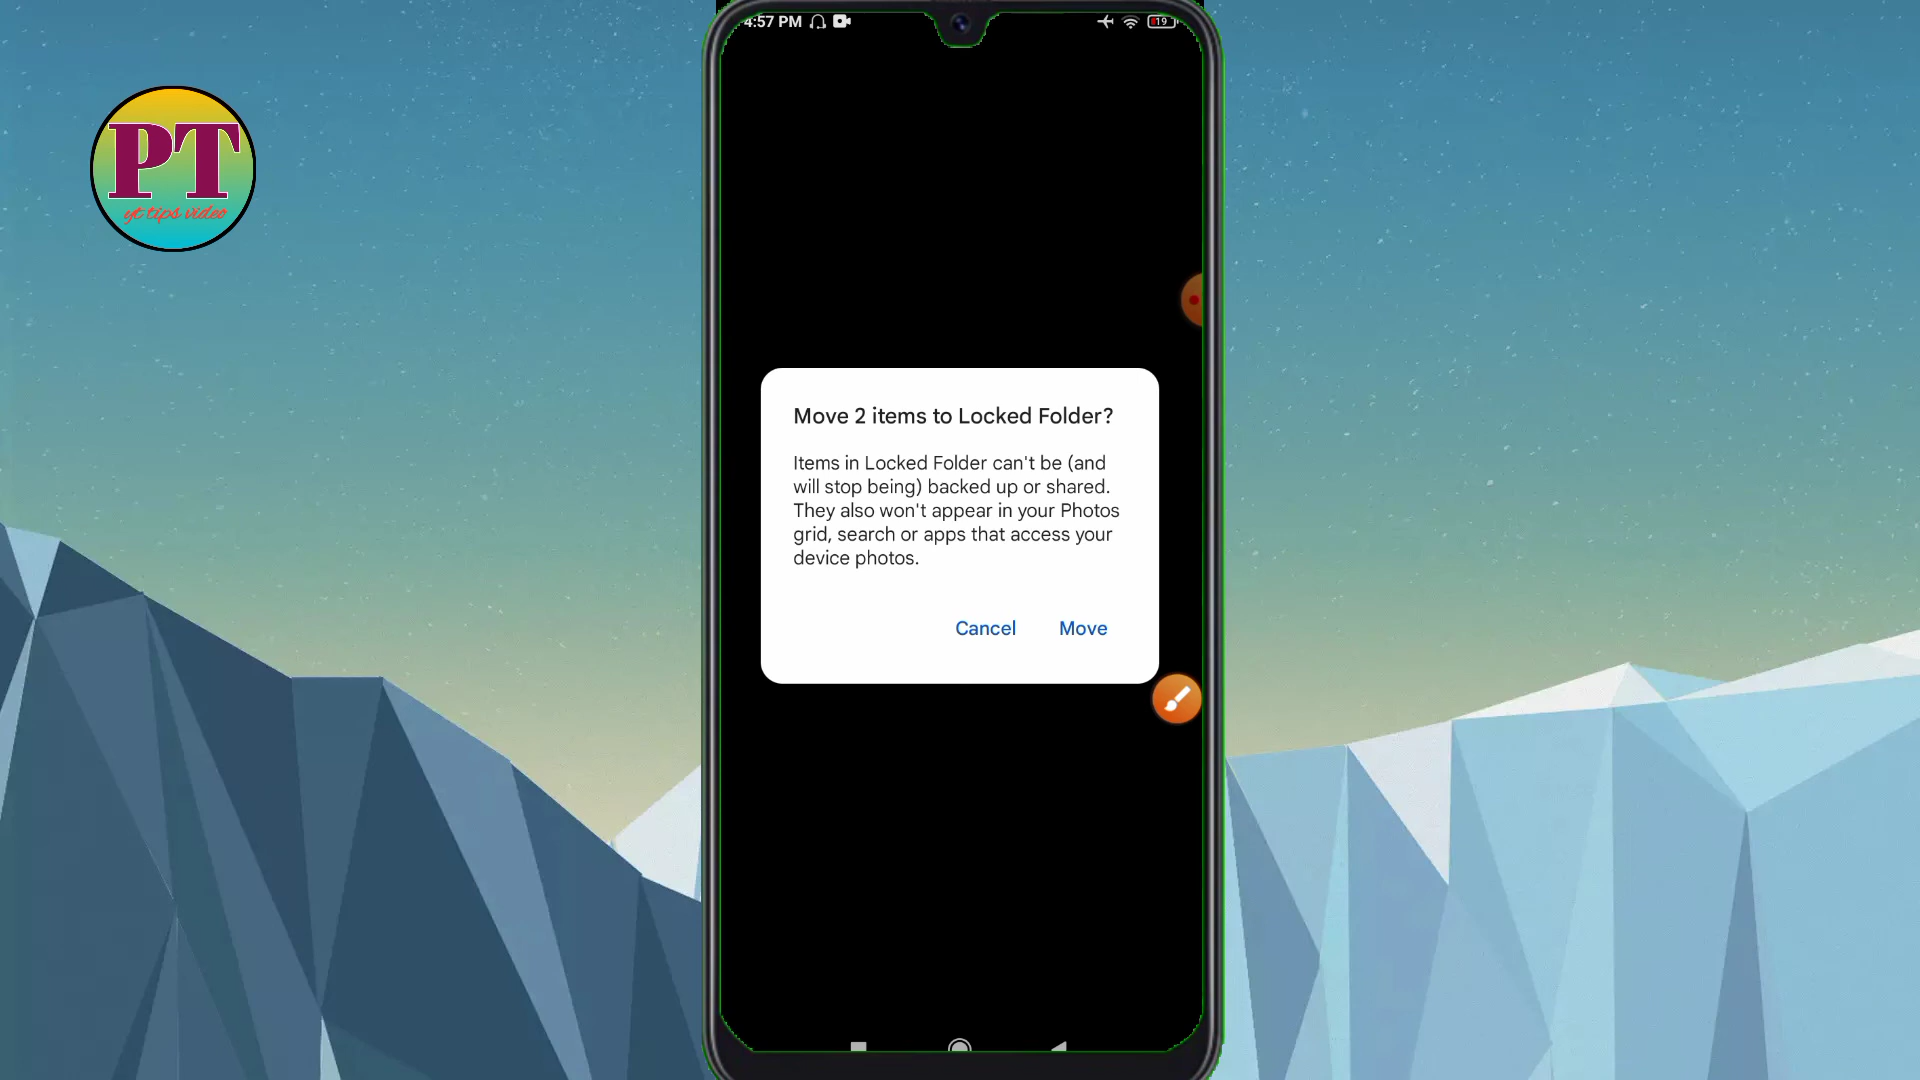 4:57 PM
19
PT
yt tips video
Move 2 items to Locked Folder?
Items in Locked Folder can't be (and
will stop being) backed up or shared.
They also won't appear in your Photos
grid, search or apps that access your
device photos.
Cancel Move